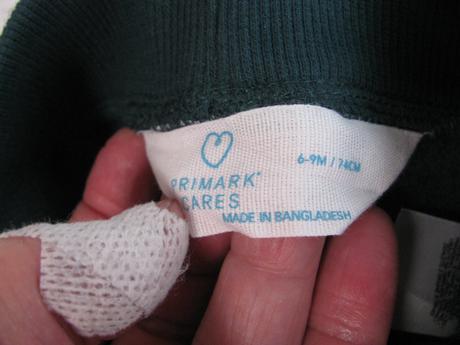 6-9M / 74CM
PRIMARK®
CARES
MADE IN BANGLADESH